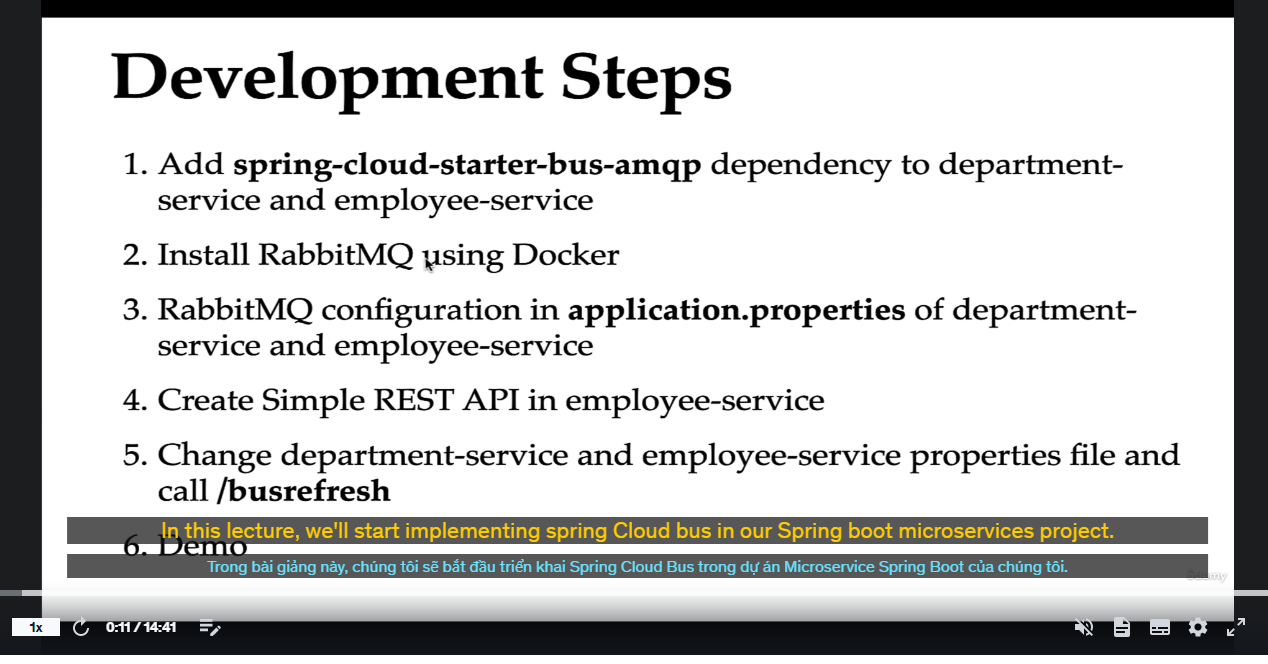 Development Steps
1. Add spring-cloud-starter-bus-amqp dependency to department-
service and employee-service
2. Install RabbitMQ using Docker
3. RabbitMQ configuration in application.properties of department-
service and employee-service
4. Create Simple REST API in employee-service
5. Change department-service and employee-service properties file and
call /busrefresh
In this lecture, we'll start implementing spring Cloud bus in our Spring boot microservices project.
6. Demo
Trong bài giảng này, chúng tôi sẽ bắt đầu triển khai Spring Cloud Bus trong dự án Microservice Spring Boot của chúng tôi.
1x
0:11 / 14:41